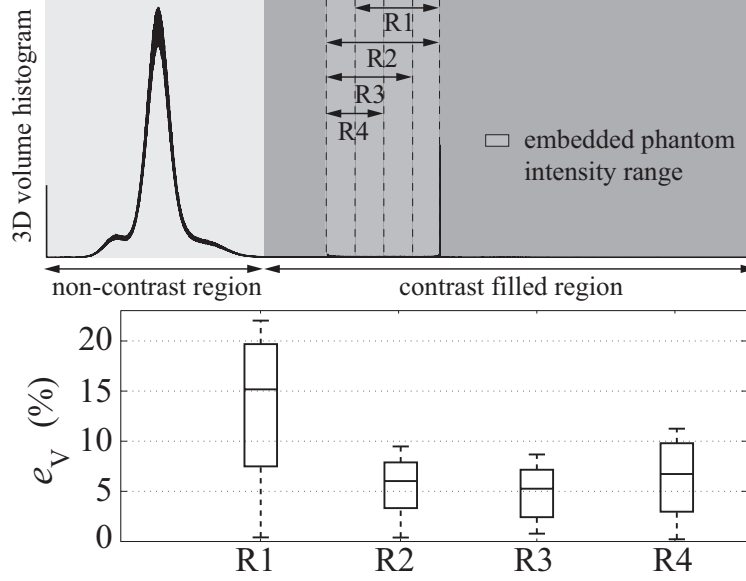 3D volume histogram
R1
R2
R3
R4
embedded phantom
intensity range
non-contrast region
contrast filled region
e_V (%)
20
15
10
5
0
R1 R2 R3 R4